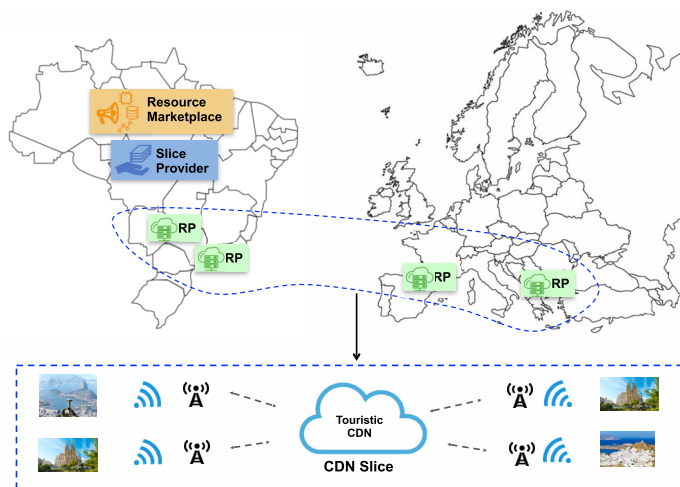 Resource
Marketplace
Slice
Provider
RP
RP
RP
RP
Touristic
CDN
CDN Slice